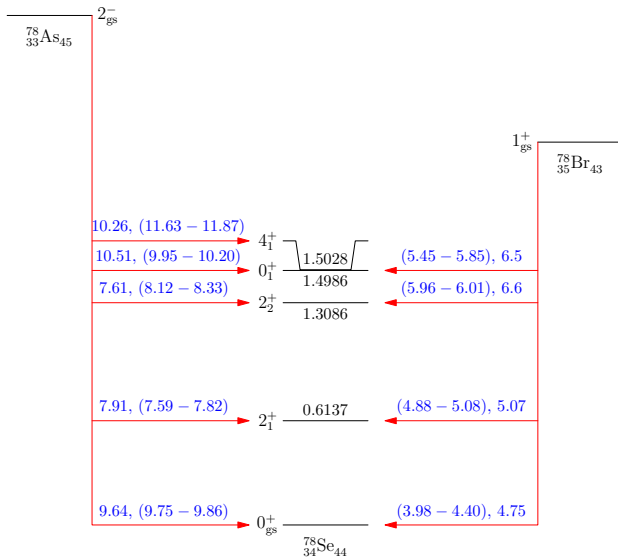 2⁻gs
⁷⁸₃₃As₄₅
1⁺gs
⁷⁸₃₅Br₄₃
10.26, (11.63 − 11.87)
4⁺₁
1.5028
10.51, (9.95 − 10.20)
0⁺₁
1.4986
(5.45 − 5.85), 6.5
7.61, (8.12 − 8.33)
2⁺₂
1.3086
(5.96 − 6.01), 6.6
7.91, (7.59 − 7.82)
2⁺₁
0.6137
(4.88 − 5.08), 5.07
9.64, (9.75 − 9.86)
0⁺gs
(3.98 − 4.40), 4.75
⁷⁸₃₄Se₄₄